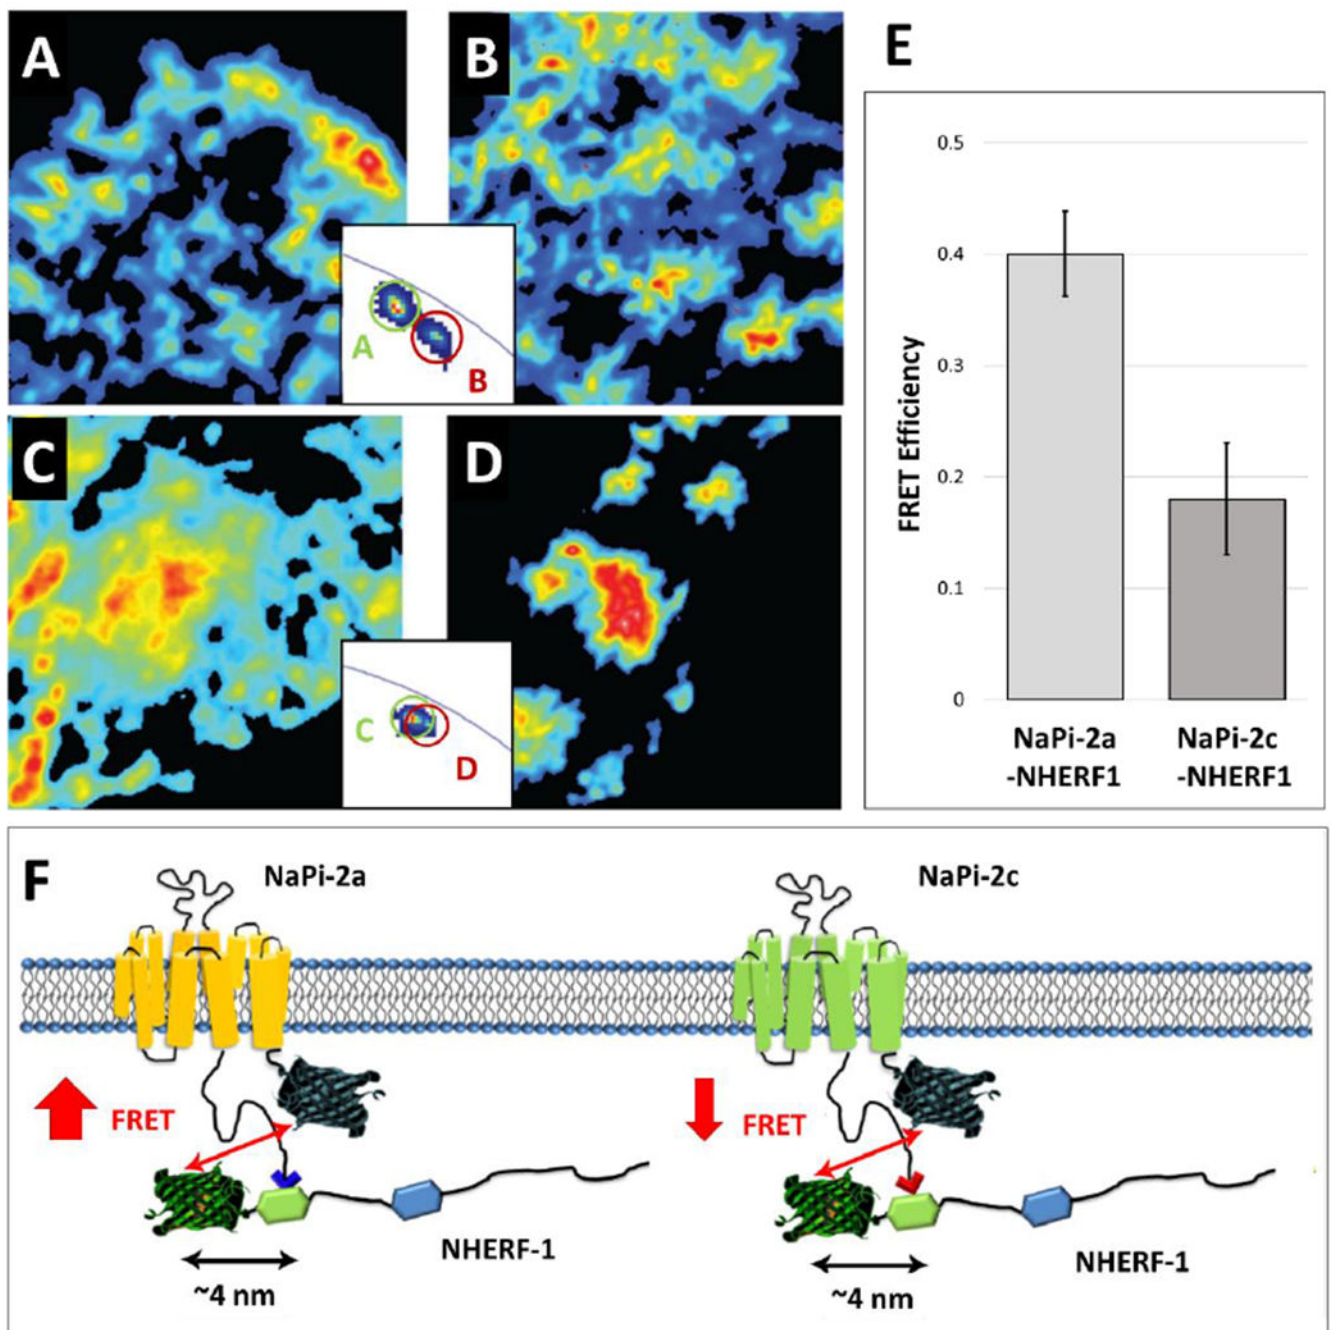 A
B
A
B
C
D
C
D
E
0.5
0.4
0.3
0.2
0.1
0
FRET Efficiency
NaPi-2a
-NHERF1
NaPi-2c
-NHERF1
F
NaPi-2a
NaPi-2c
FRET
FRET
NHERF-1
NHERF-1
~4 nm
~4 nm